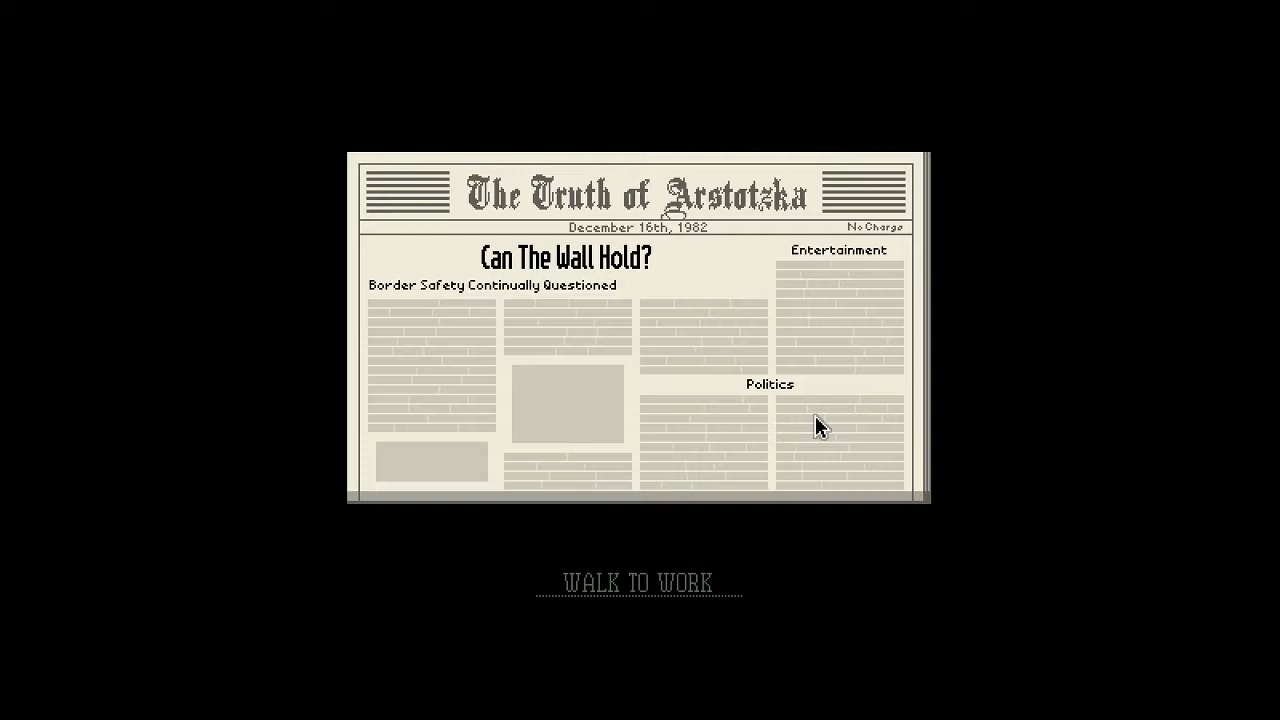 The Truth of Arstotzka
December 16th, 1982
No Charge
Can The Wall Hold?
Border Safety Continually Questioned
Entertainment
Politics
WALK TO WORK